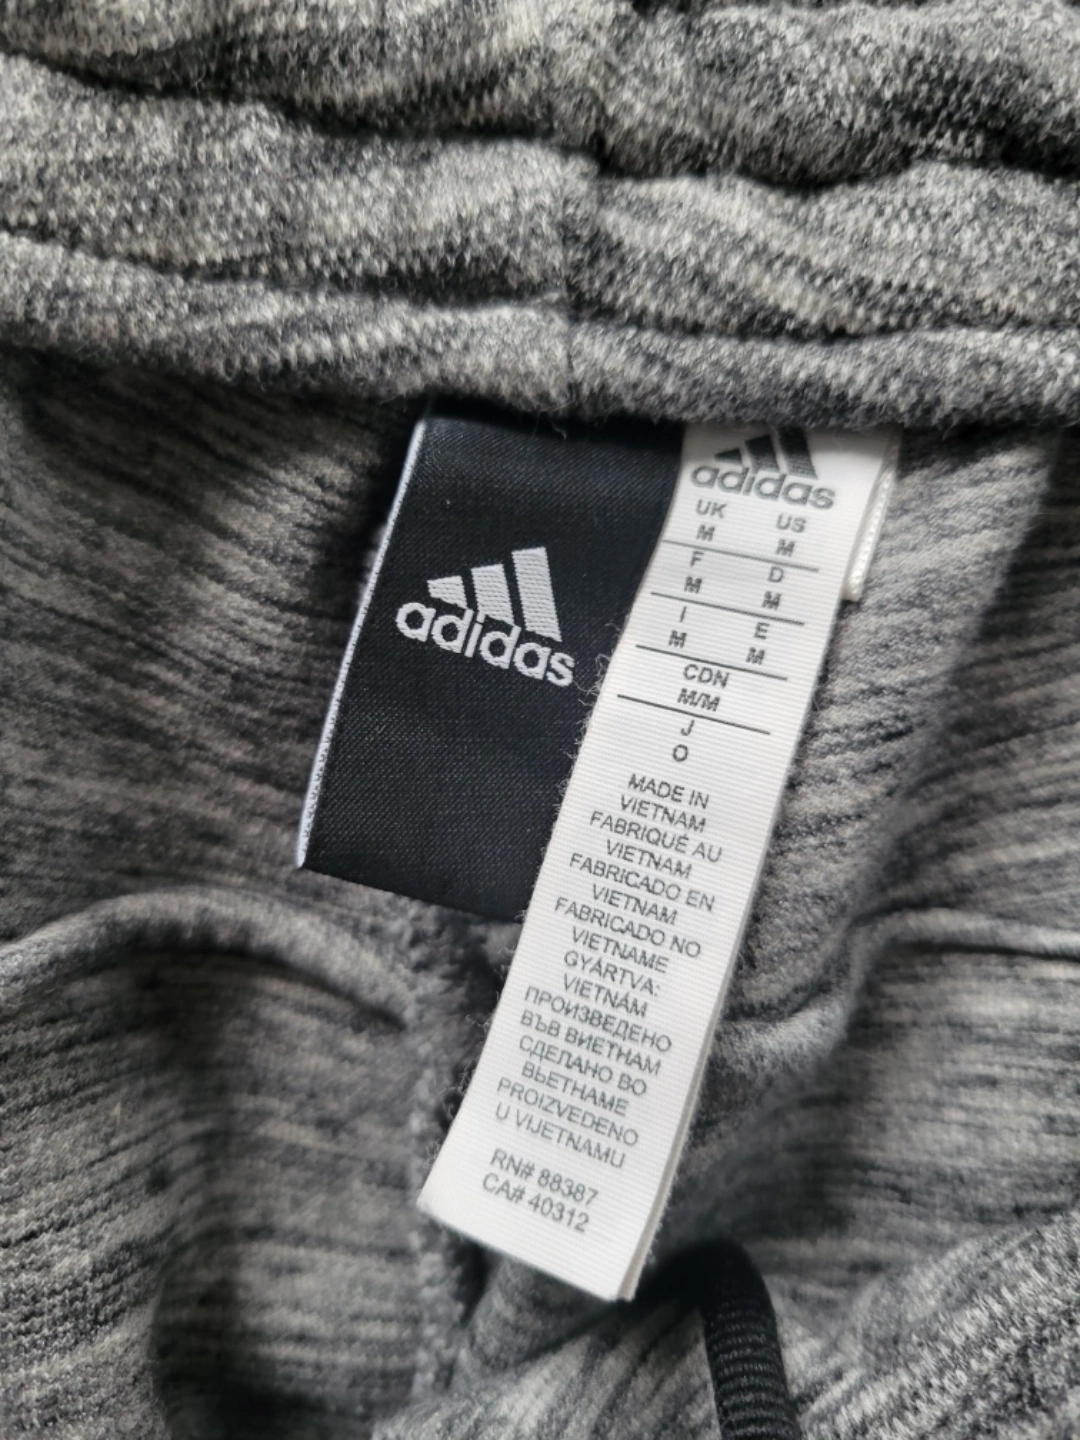 adidas
adidas
UK US
M M
F D
M M
I E
M M
CDN
M/M
J
O
MADE IN
VIETNAM
FABRIQUÉ AU
VIETNAM
FABRICADO EN
VIETNAM
FABRICADO NO
VIETNAME
GYÁRTVA:
VIETNÁM
ПРОИЗВЕДЕНО
ВЪВ ВИЕТНАМ
СДЕЛАНО ВО
ВЬЕТНАМЕ
PROIZVEDENO
U VIJETNAMU
RN# 88387
CA# 40312